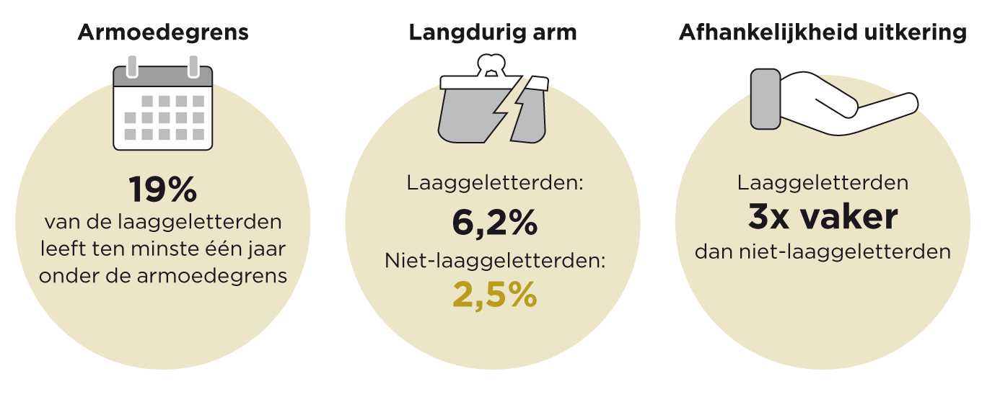 Armoedegrens
19%
van de laaggeletterden
leeft ten minste één jaar
onder de armoedegrens
Langdurig arm
Laaggeletterden:
6,2%
Niet-laaggeletterden:
2,5%
Afhankelijkheid uitkering
Laaggeletterden
3x vaker
dan niet-laaggeletterden